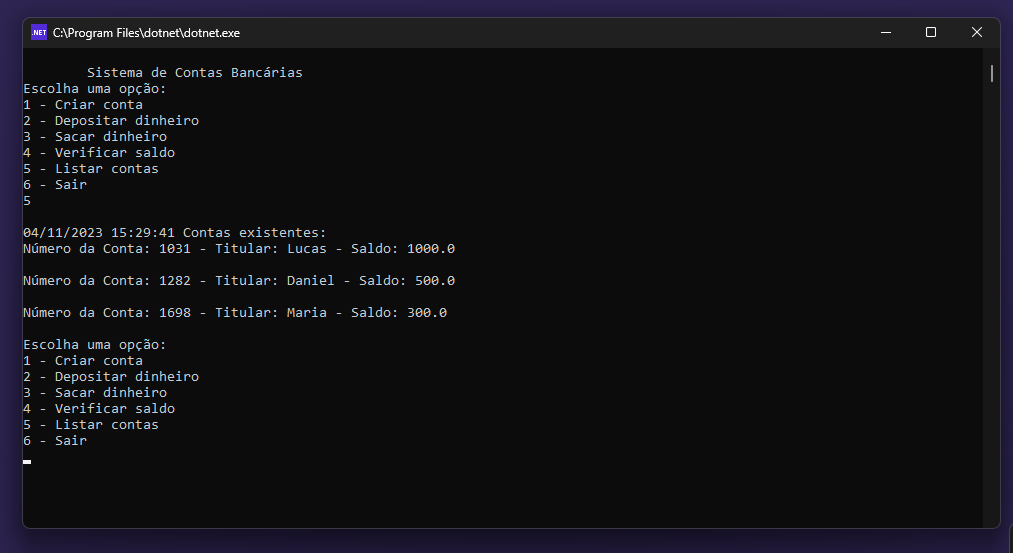 .NET C:\Program Files\dotnet\dotnet.exe
Sistema de Contas Bancárias
Escolha uma opção:
1 - Criar conta
2 - Depositar dinheiro
3 - Sacar dinheiro
4 - Verificar saldo
5 - Listar contas
6 - Sair
5
04/11/2023 15:29:41 Contas existentes:
Número da Conta: 1031 - Titular: Lucas - Saldo: 1000.0
Número da Conta: 1282 - Titular: Daniel - Saldo: 500.0
Número da Conta: 1698 - Titular: Maria - Saldo: 300.0
Escolha uma opção:
1 - Criar conta
2 - Depositar dinheiro
3 - Sacar dinheiro
4 - Verificar saldo
5 - Listar contas
6 - Sair